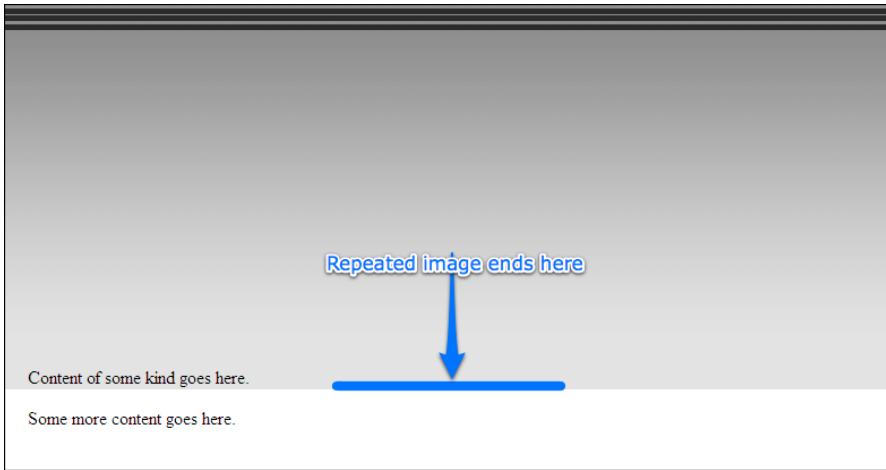 Repeated image ends here
Content of some kind goes here.
Some more content goes here.